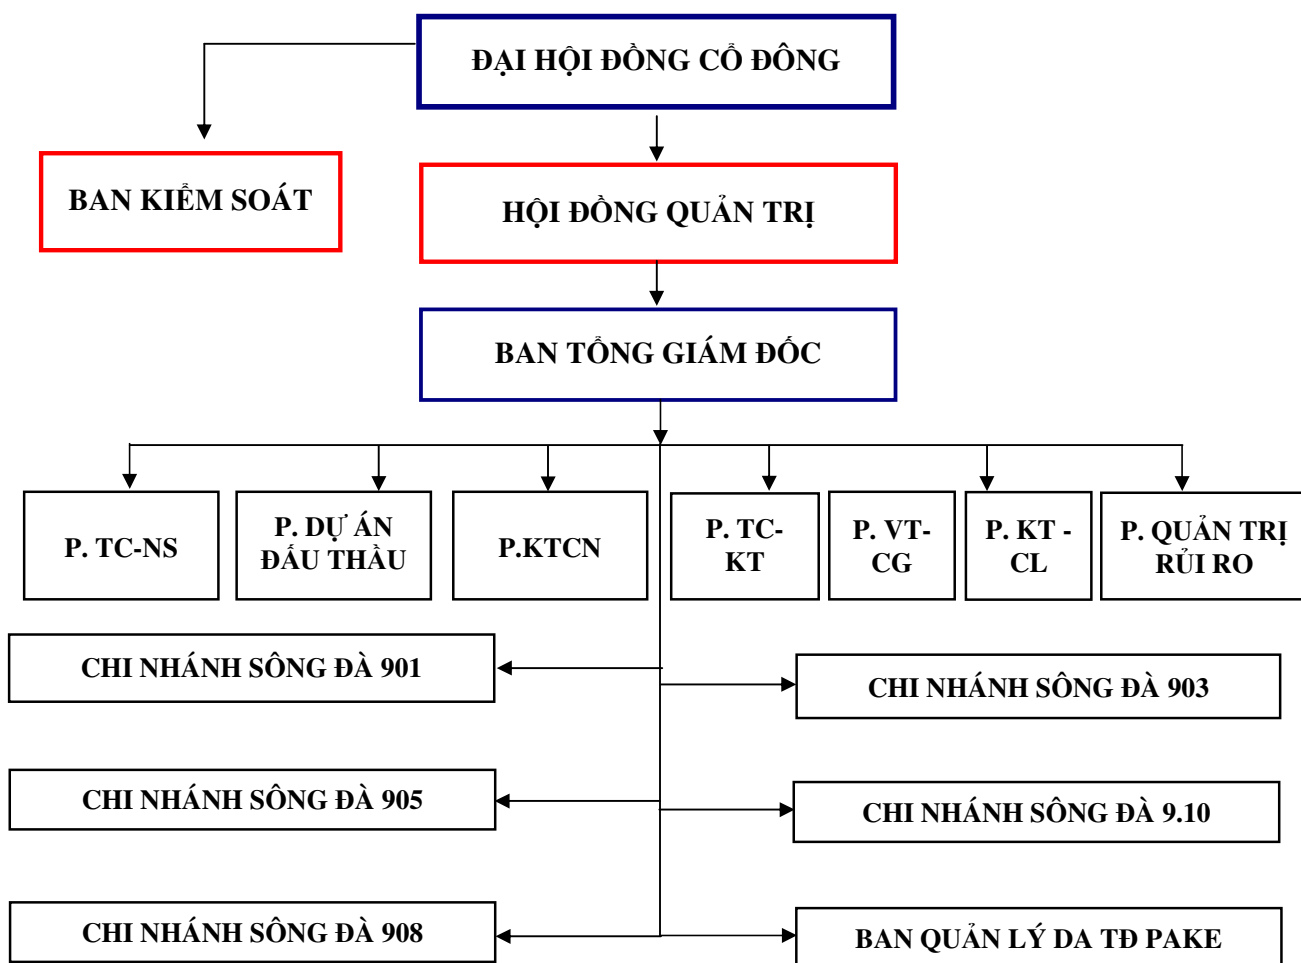 ĐẠI HỘI ĐỒNG CỔ ĐÔNG
BAN KIỂM SOÁT
HỘI ĐỒNG QUẢN TRỊ
BAN TỔNG GIÁM ĐỐC
P. TC-NS
P. DỰ ÁN
ĐẤU THẦU
P.KTCN
P. TC-
KT
P. VT-
CG
P. KT -
CL
P. QUẢN TRỊ
RỦI RO
CHI NHÁNH SÔNG ĐÀ 901
CHI NHÁNH SÔNG ĐÀ 903
CHI NHÁNH SÔNG ĐÀ 905
CHI NHÁNH SÔNG ĐÀ 9.10
CHI NHÁNH SÔNG ĐÀ 908
BAN QUẢN LÝ DA TĐ PAKE